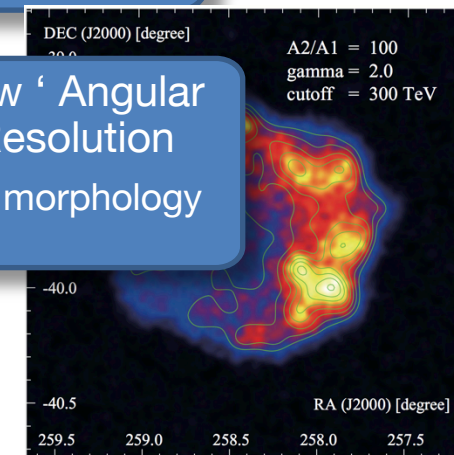 DEC (J2000) [degree]
A2/A1 = 100
gamma = 2.0
cutoff = 300 TeV
‘ Angular
morphology
-40.0
-40.5
RA (J2000) [degree]
259.5 259.0 258.5 258.0 257.5